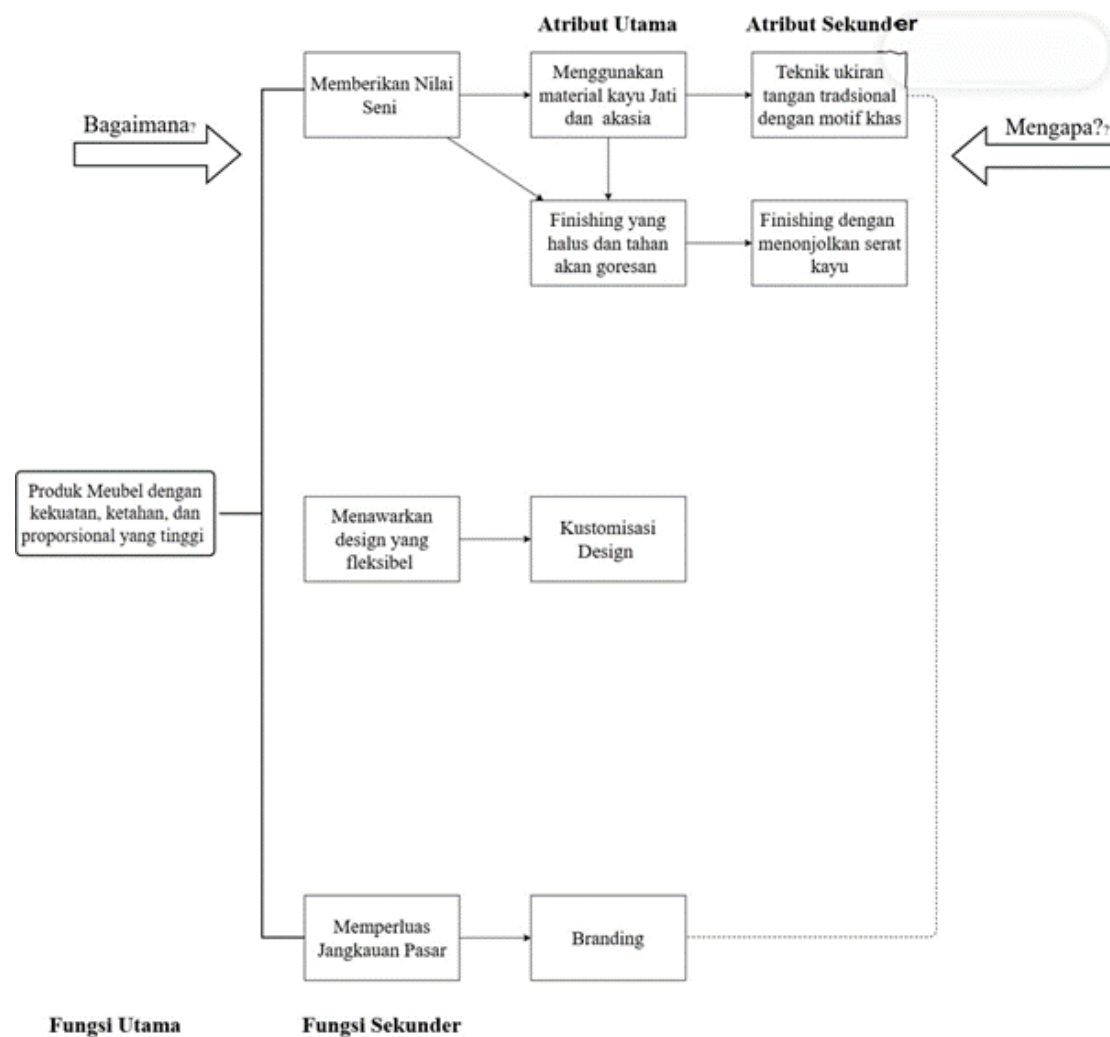 Atribut Utama
Atribut Sekunder
Bagaimana?
Mengapa??
Memberikan Nilai
Seni
Menggunakan
material kayu Jati
dan akasia
Teknik ukiran
tangan tradsional
dengan motif khas
Finishing yang
halus dan tahan
akan goresan
Finishing dengan
menonjolkan serat
kayu
Produk Meubel dengan
kekuatan, ketahan, dan
proporsional yang tinggi
Menawarkan
design yang
fleksibel
Kustomisasi
Design
Memperluas
Jangkauan Pasar
Branding
Fungsi Utama
Fungsi Sekunder